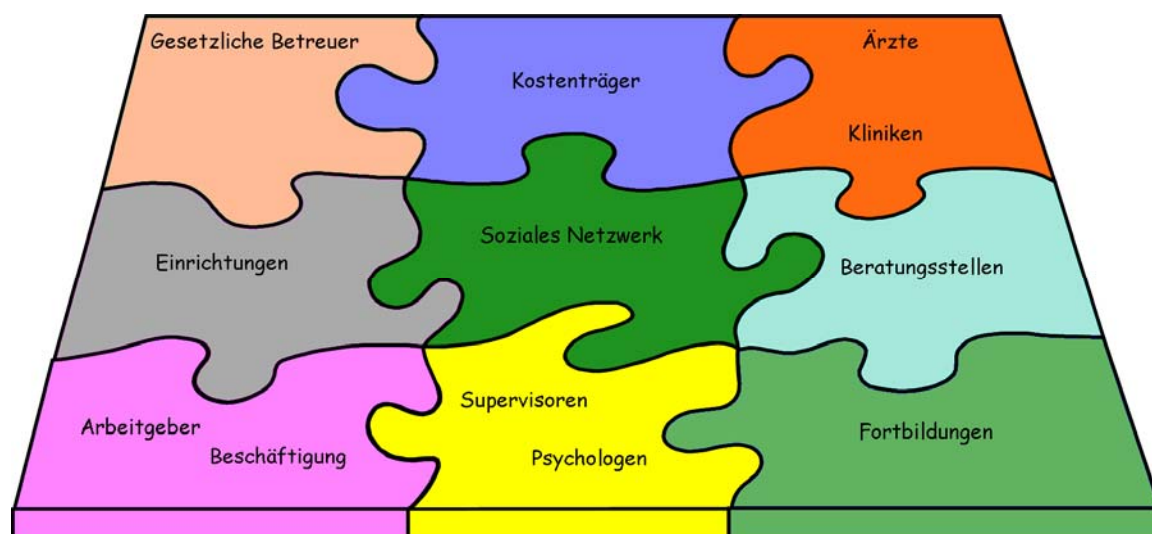 Gesetzliche Betreuer
Kostenträger
Ärzte
Kliniken
Einrichtungen
Soziales Netzwerk
Beratungsstellen
Arbeitgeber
Beschäftigung
Supervisoren
Psychologen
Fortbildungen